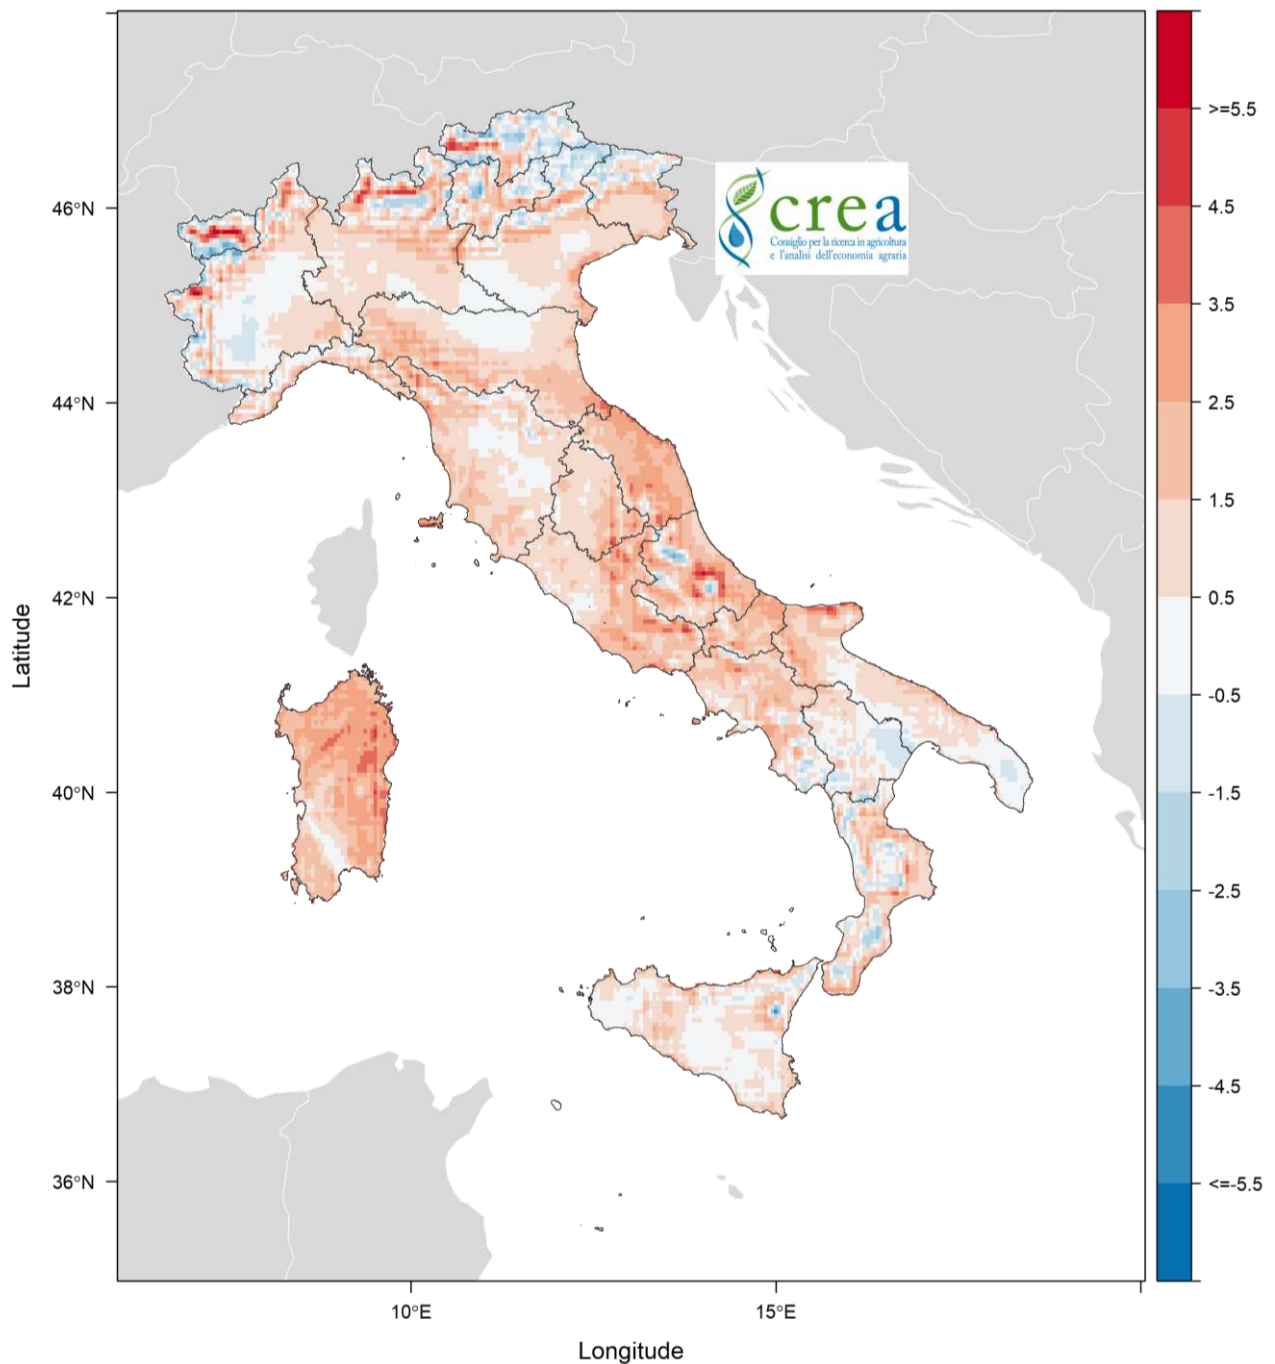 >=5.5
4.5
3.5
2.5
1.5
0.5
-0.5
-1.5
-2.5
-3.5
-4.5
<=-5.5
46°N
44°N
42°N
40°N
38°N
36°N
Latitude
10°E
15°E
Longitude
crea
Consiglio per la ricerca in agricoltura
e l'analisi dell'economia agraria